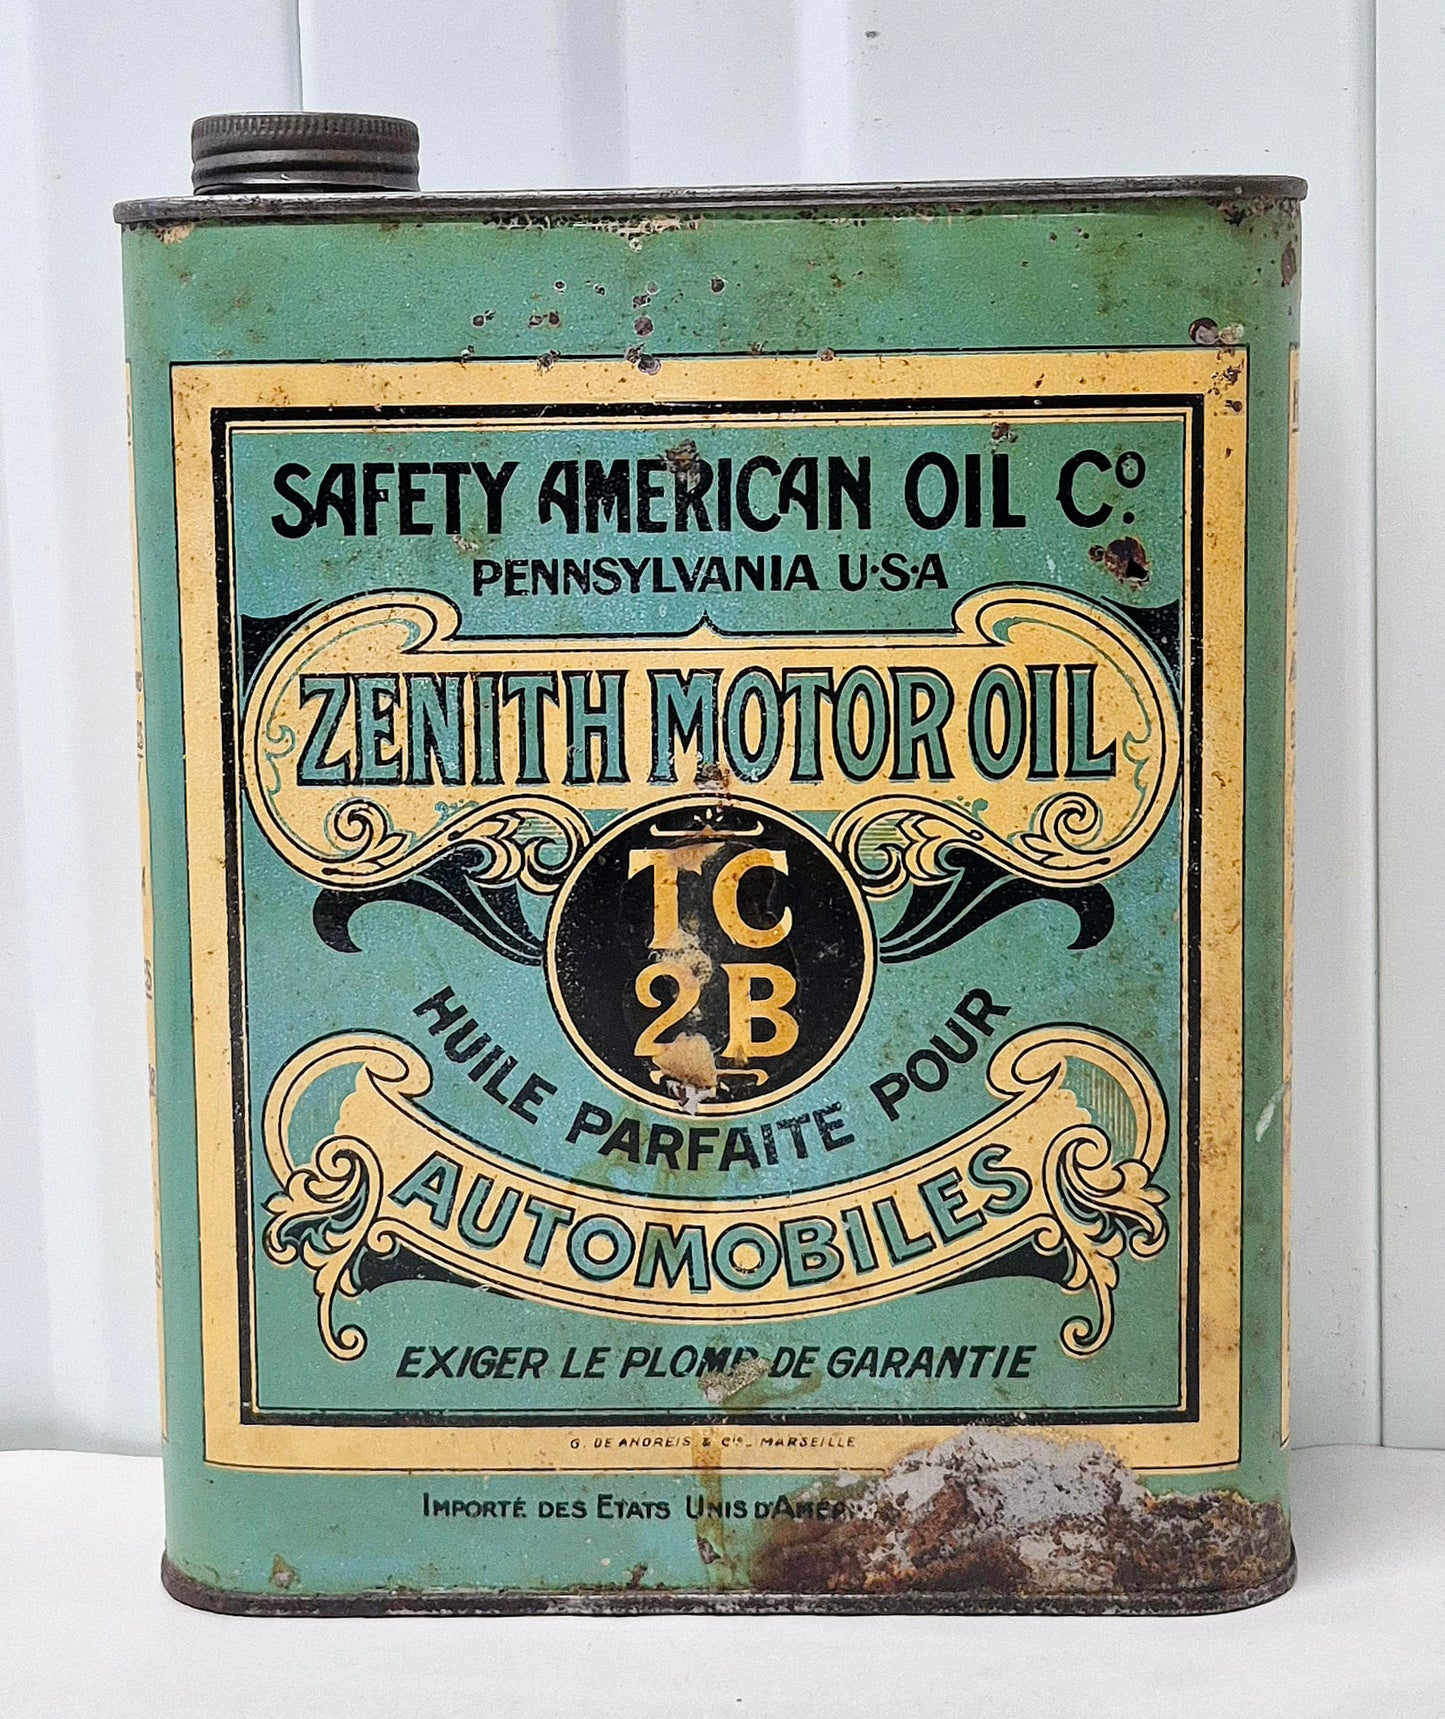 SAFETY AMERICAN OIL Cº.
PENNSYLVANIA U·S·A
ZENITH MOTOR OIL
TC
2B
HUILE PARFAITE POUR
AUTOMOBILES
EXIGER LE PLOMB DE GARANTIE
G. DE ANDREIS & Cie_ MARSEILLE
IMPORTÉ DES ETATS UNIS